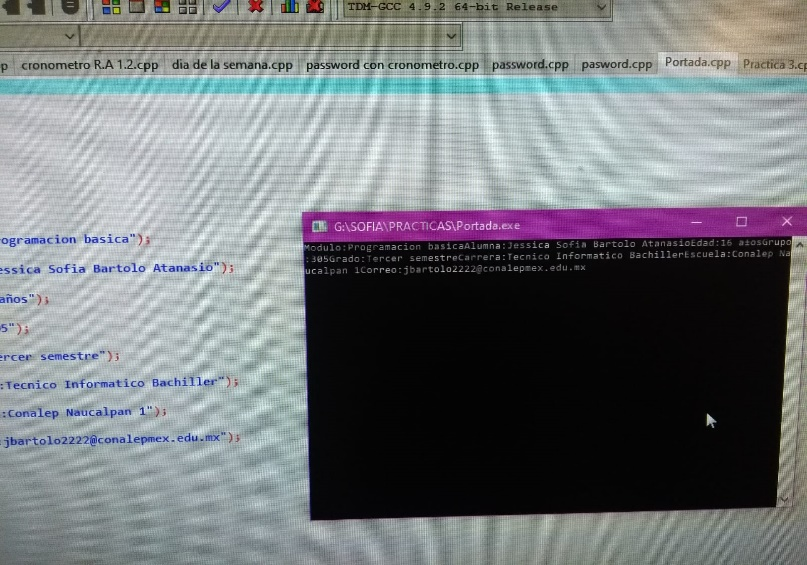 TDM-GCC 4.9.2 64-bit Release
p cronometro R.A 1.2.cpp dia de la semana.cpp password con cronometro.cpp password.cpp pasword.cpp Portada.cpp Practica 3.cp
ogramacion basica");
essica Sofia Bartolo Atanasio");
años");
5");
ercer semestre");
:Tecnico Informatico Bachiller");
:Conalep Naucalpan 1");
:jbartolo2222@conalepmex.edu.mx");
G:\SOFIA\PRACTICAS\Portada.exe
Modulo:Programacion basicaAlumna:Jessica Sofia Bartolo AtanasioEdad:16 a±osGrupo
:305Grado:Tercer semestreCarrera:Tecnico Informatico BachillerEscuela:Conalep Na
ucalpan 1Correo:jbartolo2222@conalepmex.edu.mx